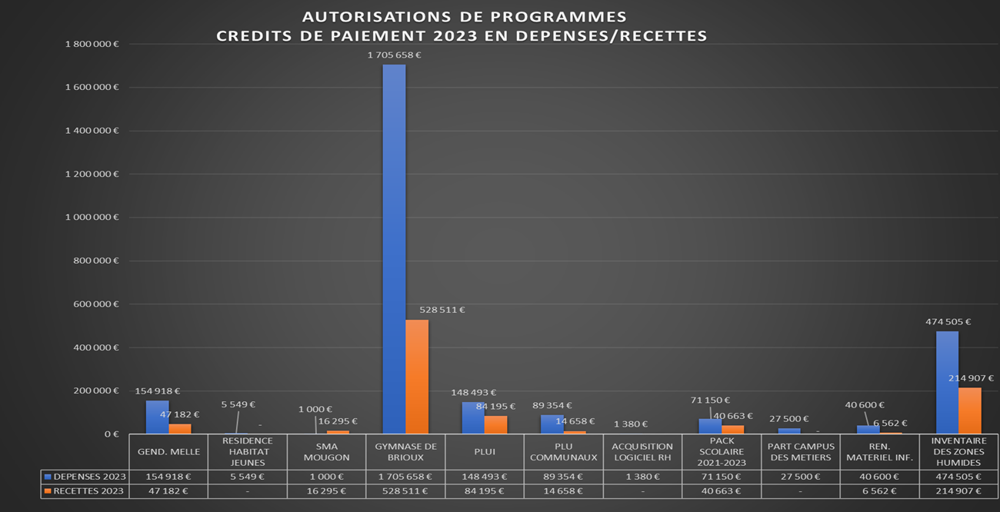 AUTORISATIONS DE PROGRAMMES
CREDITS DE PAIEMENT 2023 EN DEPENSES/RECETTES
1 800 000 €
1 600 000 €
1 400 000 €
1 200 000 €
1 000 000 €
800 000 €
600 000 €
400 000 €
200 000 €
0 €
154 918 €
47 182 €
5 549 €
-
1 000 €
16 295 €
1 705 658 €
528 511 €
148 493 €
84 195 €
89 354 €
14 658 €
1 380 €
71 150 €
40 663 €
27 500 €
-
40 600 €
6 562 €
474 505 €
214 907 €
GEND. MELLE
RESIDENCE
HABITAT
JEUNES
SMA
MOUGON
GYMNASE DE
BRIOUX
PLUI
PLU
COMMUNAUX
ACQUISITION
LOGICIEL RH
PACK
SCOLAIRE
2021-2023
PART CAMPUS
DES METIERS
REN.
MATERIEL INF.
INVENTAIRE
DES ZONES
HUMIDES
DEPENSES 2023 154 918 € 5 549 € 1 000 € 1 705 658 € 148 493 € 89 354 € 1 380 € 71 150 € 27 500 € 40 600 € 474 505 €
RECETTES 2023 47 182 € - 16 295 € 528 511 € 84 195 € 14 658 € - 40 663 € - 6 562 € 214 907 €